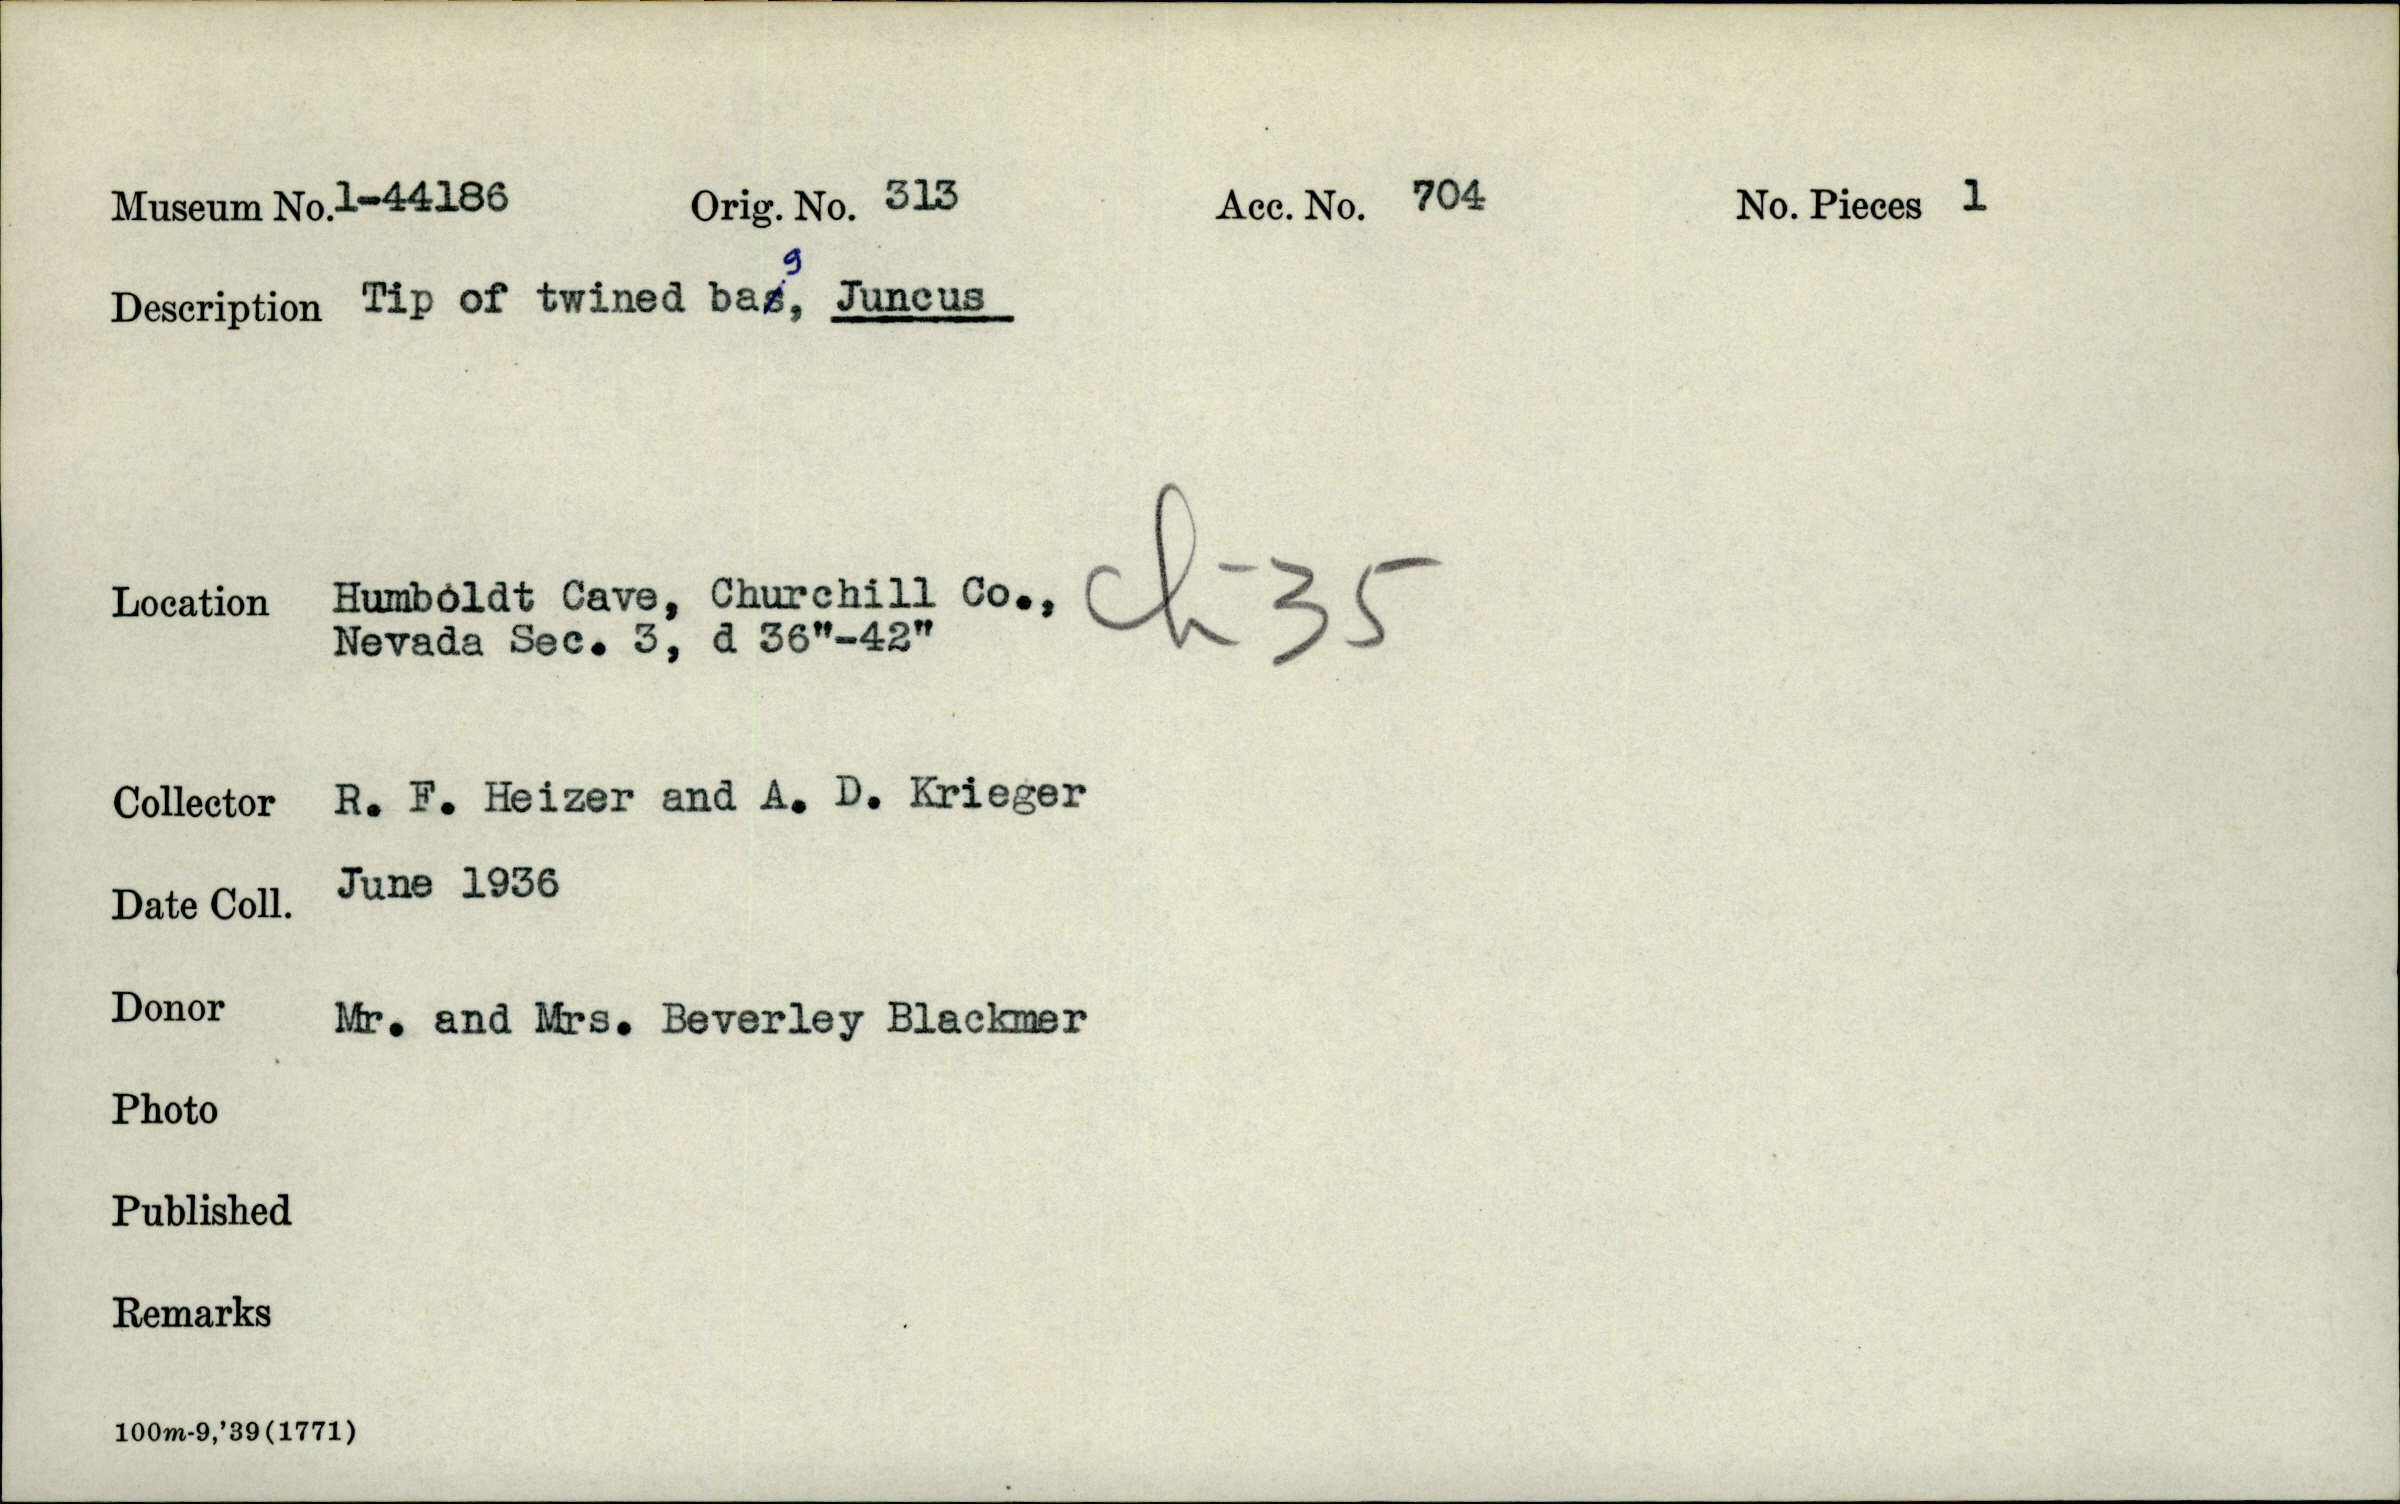 Museum No. 1-44186 Orig. No. 313 Acc. No. 704 No. Pieces 1
Description Tip of twined bag, Juncus
Location Humboldt Cave, Churchill Co., Ch-35
Nevada Sec. 3, d 36"-42"
Collector R. F. Heizer and A. D. Krieger
Date Coll. June 1936
Donor Mr. and Mrs. Beverley Blackmer
Photo
Published
Remarks
100m-9,'39(1771)